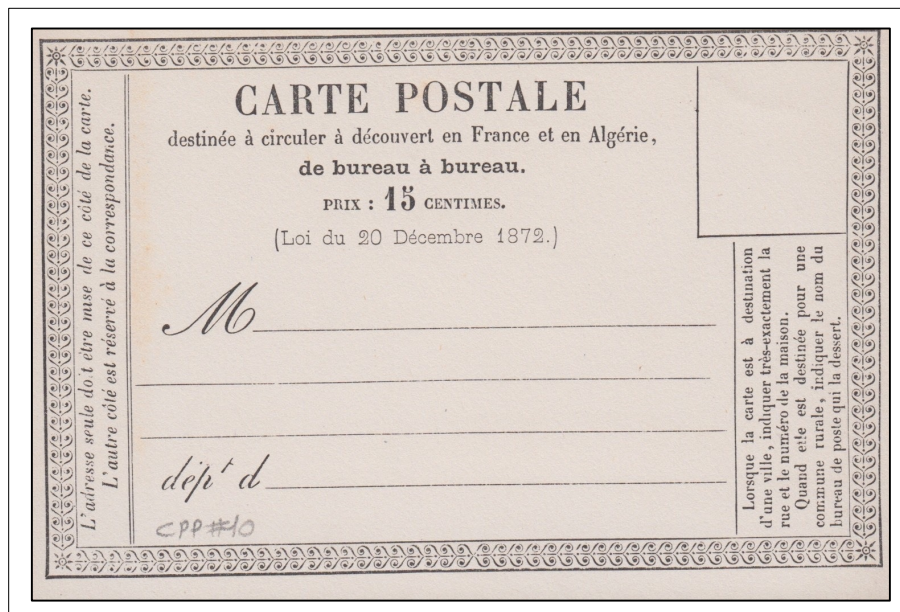 CARTE POSTALE
destinée à circuler à découvert en France et en Algérie,
de bureau à bureau.
PRIX : 15 CENTIMES.
(Loi du 20 Décembre 1872.)
M
dépt d
CPP#10
L'adresse seule doit être mise de ce côté de la carte.
L'autre côté est réservé à la correspondance.
Lorsque la carte est à destination
d'une ville, indiquer très-exactement la
rue et le numéro de la maison.
Quand elle est destinée pour une
commune rurale, indiquer le nom du
bureau de poste qui la dessert.